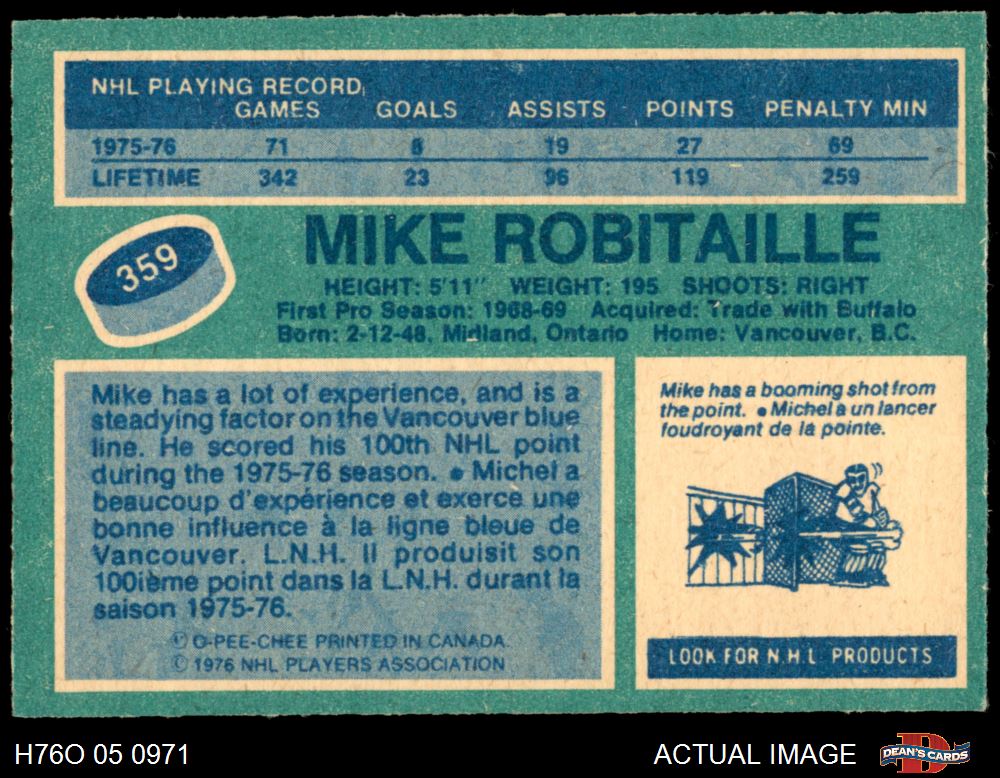 NHL PLAYING RECORD
GAMES GOALS ASSISTS POINTS PENALTY MIN
1975-76 71 8 19 27 69
LIFETIME 342 23 96 119 259
359
MIKE ROBITAILLE
HEIGHT: 5'11" WEIGHT: 195 SHOOTS: RIGHT
First Pro Season: 1968-69 Acquired: Trade with Buffalo
Born: 2-12-48, Midland, Ontario Home: Vancouver, B.C.
Mike has a lot of experience, and is a
steadying factor on the Vancouver blue
line. He scored his 100th NHL point
during the 1975-76 season. ● Michel a
beaucoup d'expérience et exerce une
bonne influence à la ligne bleue de
Vancouver. L.N.H. Il produisit son
100ième point dans la L.N.H. durant la
saison 1975-76.
© O-PEE-CHEE PRINTED IN CANADA.
© 1976 NHL PLAYERS ASSOCIATION
Mike has a booming shot from
the point. ● Michel a un lancer
foudroyant de la pointe.
LOOK FOR N.H.L PRODUCTS
H76O 05 0971
ACTUAL IMAGE
DEAN'S CARDS